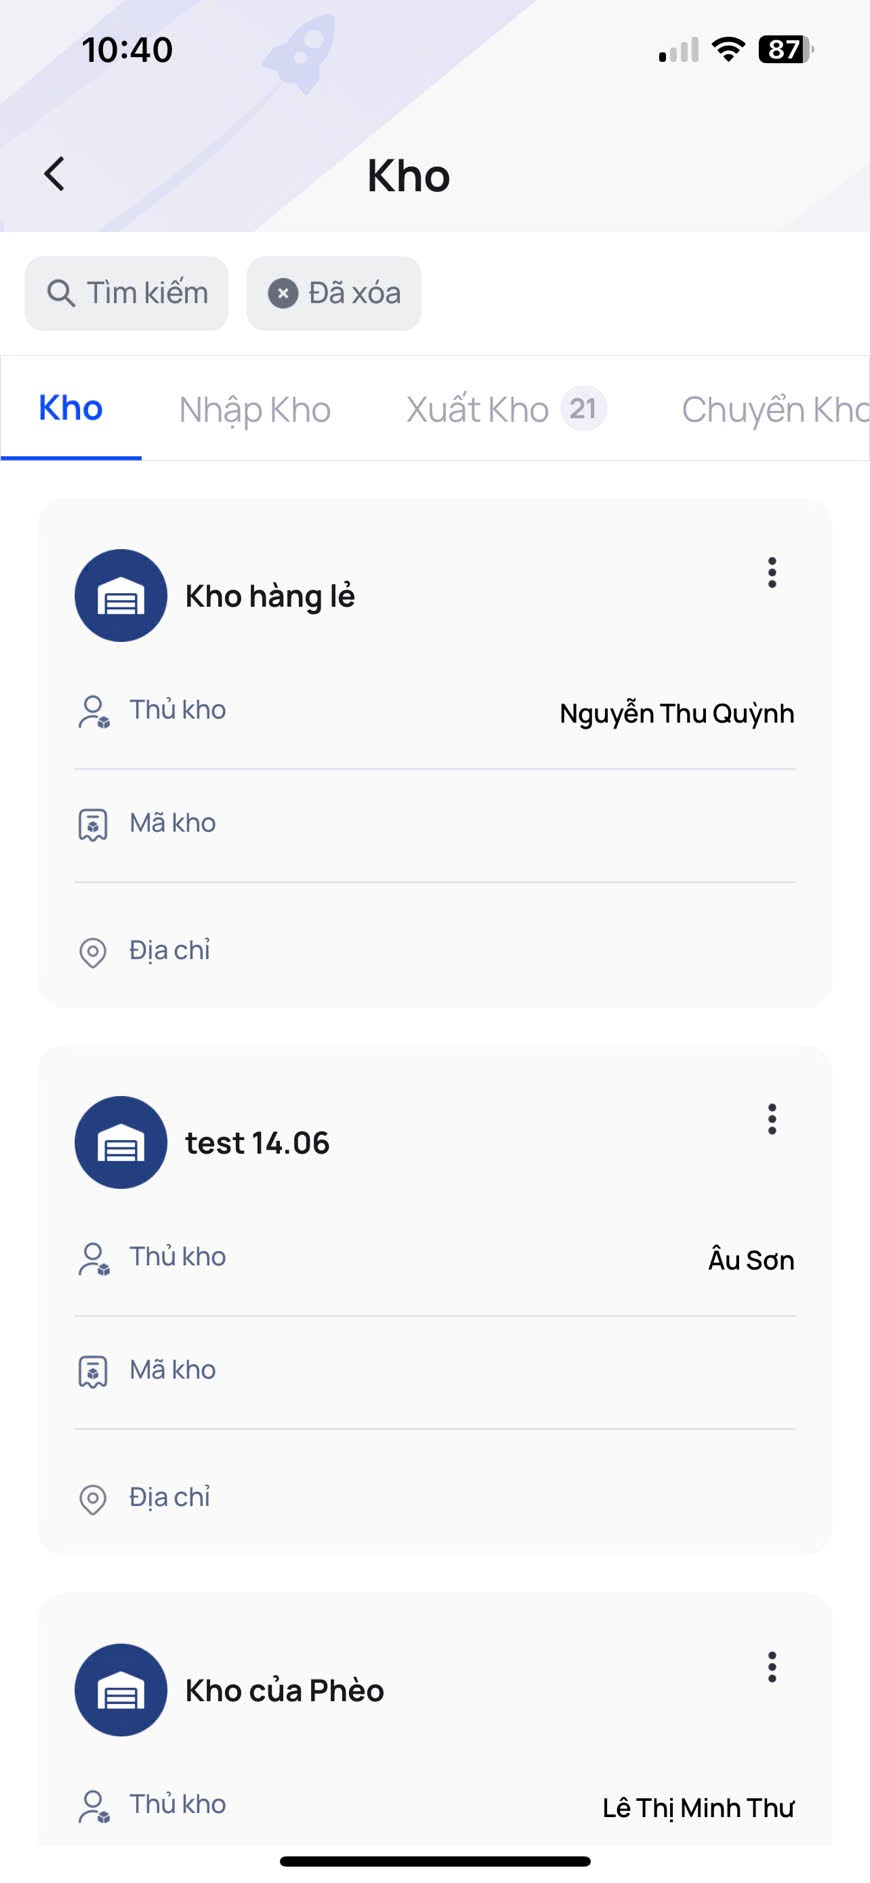 10:40
87
Kho
Tìm kiếm
Đã xóa
Kho
Nhập Kho
Xuất Kho 21
Chuyển Kho
Kho hàng lẻ
Thủ kho
Nguyễn Thu Quỳnh
Mã kho
Địa chỉ
test 14.06
Thủ kho
Âu Sơn
Mã kho
Địa chỉ
Kho của Phèo
Thủ kho
Lê Thị Minh Thư